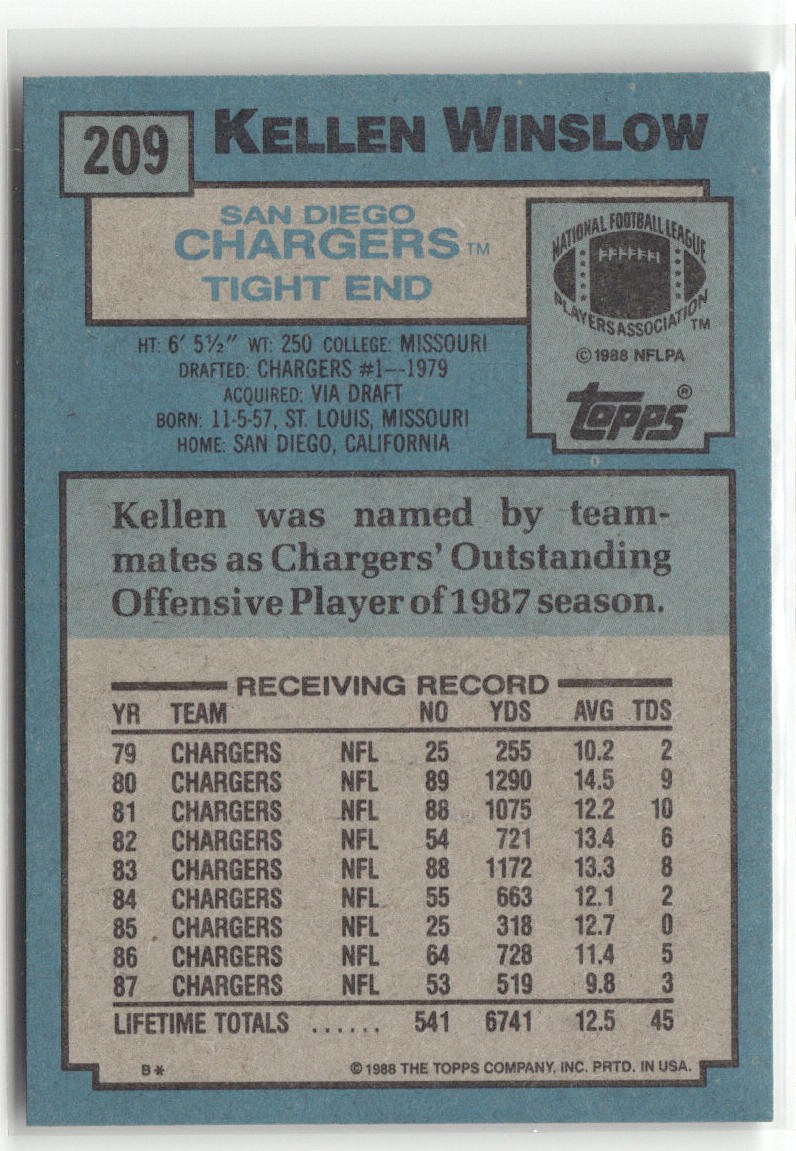 209 KELLEN WINSLOW
SAN DIEGO
CHARGERS™
TIGHT END
NATIONAL FOOTBALL LEAGUE
PLAYERS ASSOCIATION™
©1988 NFLPA
topps®
HT: 6' 5½" WT: 250 COLLEGE: MISSOURI
DRAFTED: CHARGERS #1—1979
ACQUIRED: VIA DRAFT
BORN: 11-5-57, ST. LOUIS, MISSOURI
HOME: SAN DIEGO, CALIFORNIA
Kellen was named by team-
mates as Chargers' Outstanding
Offensive Player of 1987 season.
RECEIVING RECORD
YR TEAM NO YDS AVG TDS
79 CHARGERS NFL 25 255 10.2 2
80 CHARGERS NFL 89 1290 14.5 9
81 CHARGERS NFL 88 1075 12.2 10
82 CHARGERS NFL 54 721 13.4 6
83 CHARGERS NFL 88 1172 13.3 8
84 CHARGERS NFL 55 663 12.1 2
85 CHARGERS NFL 25 318 12.7 0
86 CHARGERS NFL 64 728 11.4 5
87 CHARGERS NFL 53 519 9.8 3
LIFETIME TOTALS ...... 541 6741 12.5 45
B* ©1988 THE TOPPS COMPANY, INC. PRTD. IN USA.